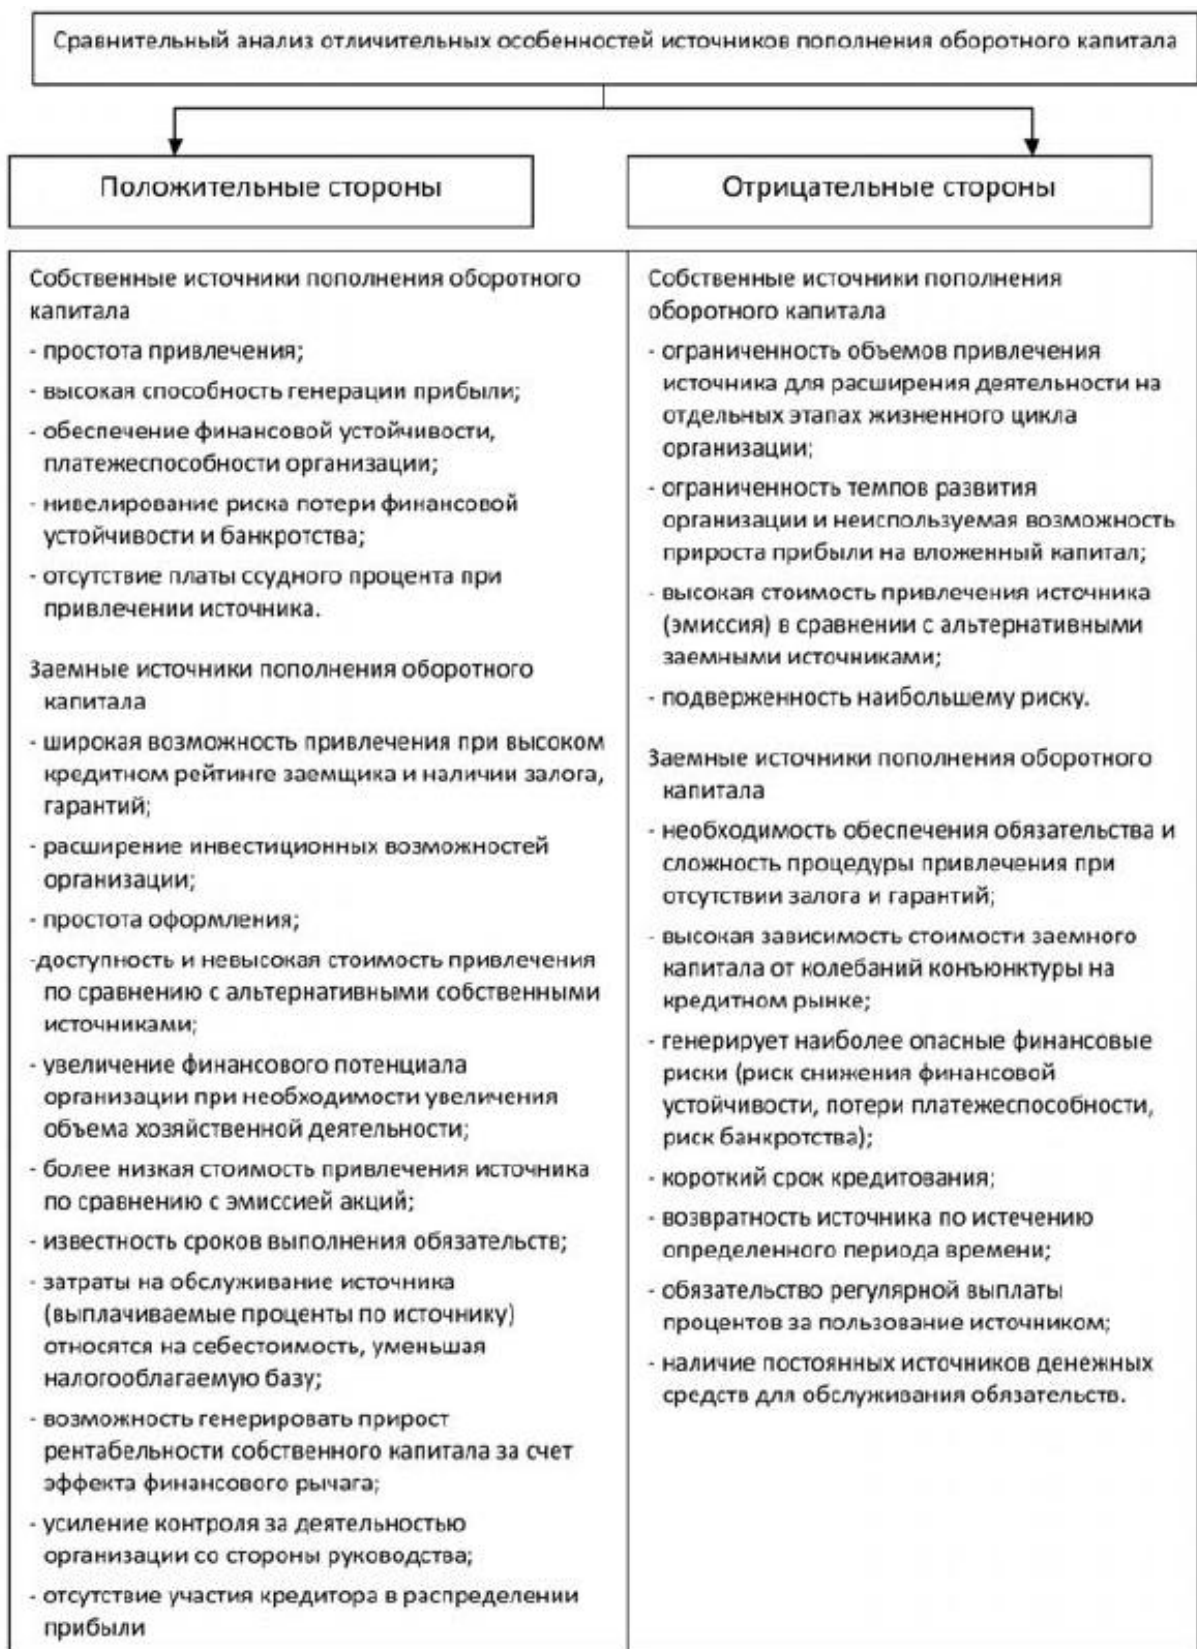 Сравнительный анализ отличительных особенностей источников пополнения оборотного капитала
Положительные стороны
Отрицательные стороны
Собственные источники пополнения оборотного
капитала
- простота привлечения;
- высокая способность генерации прибыли;
- обеспечение финансовой устойчивости,
платежеспособности организации;
- нивелирование риска потери финансовой
устойчивости и банкротства;
- отсутствие платы ссудного процента при
привлечении источника.
Заемные источники пополнения оборотного
капитала
- широкая возможность привлечения при высоком
кредитном рейтинге заемщика и наличии залога,
гарантий;
- расширение инвестиционных возможностей
организации;
- простота оформления;
-доступность и невысокая стоимость привлечения
по сравнению с альтернативными собственными
источниками;
- увеличение финансового потенциала
организации при необходимости увеличения
объема хозяйственной деятельности;
- более низкая стоимость привлечения источника
по сравнению с эмиссией акций;
- известность сроков выполнения обязательств;
- затраты на обслуживание источника
(выплачиваемые проценты по источнику)
относятся на себестоимость, уменьшая
налогооблагаемую базу;
- возможность генерировать прирост
рентабельности собственного капитала за счет
эффекта финансового рычага;
- усиление контроля за деятельностью
организации со стороны руководства;
- отсутствие участия кредитора в распределении
прибыли
Собственные источники пополнения
оборотного капитала
- ограниченность объемов привлечения
источника для расширения деятельности на
отдельных этапах жизненного цикла
организации;
- ограниченность темпов развития
организации и неиспользуемая возможность
прироста прибыли на вложенный капитал;
- высокая стоимость привлечения источника
(эмиссия) в сравнении с альтернативными
заемными источниками;
- подверженность наибольшему риску.
Заемные источники пополнения оборотного
капитала
- необходимость обеспечения обязательства и
сложность процедуры привлечения при
отсутствии залога и гарантий;
- высокая зависимость стоимости заемного
капитала от колебаний конъюнктуры на
кредитном рынке;
- генерирует наиболее опасные финансовые
риски (риск снижения финансовой
устойчивости, потери платежеспособности,
риск банкротства);
- короткий срок кредитования;
- возвратность источника по истечению
определенного периода времени;
- обязательство регулярной выплаты
процентов за пользование источником;
- наличие постоянных источников денежных
средств для обслуживания обязательств.